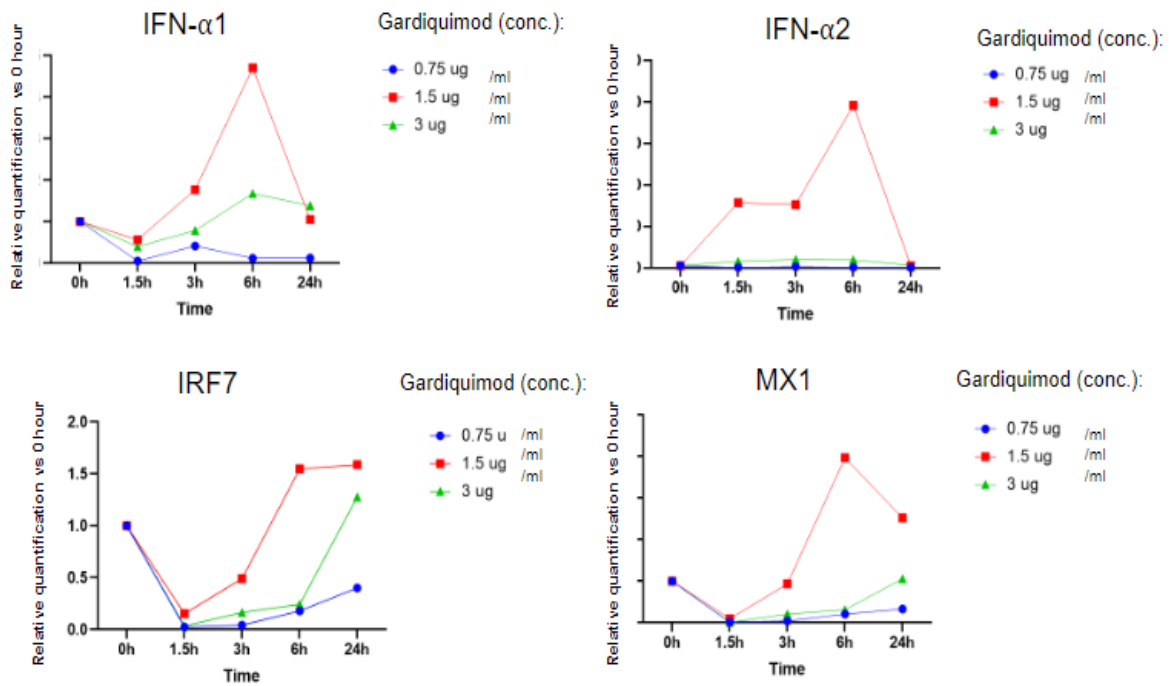 IFN-α1
Gardiquimod (conc.):
0.75 ug /ml
1.5 ug /ml
3 ug /ml
Relative quantification vs 0 hour
0h 1.5h 3h 6h 24h
Time
IFN-α2
Gardiquimod (conc.):
0.75 ug /ml
1.5 ug /ml
3 ug /ml
Relative quantification vs 0 hour
0h 1.5h 3h 6h 24h
Time
IRF7
Gardiquimod (conc.):
0.75 u /ml
1.5 ug /ml
3 ug /ml
Relative quantification vs 0 hour
2.0
1.5
1.0
0.5
0.0
0h 1.5h 3h 6h 24h
Time
MX1
Gardiquimod (conc.):
0.75 ug /ml
1.5 ug /ml
3 ug /ml
Relative quantification vs 0 hour
0h 1.5h 3h 6h 24h
Time